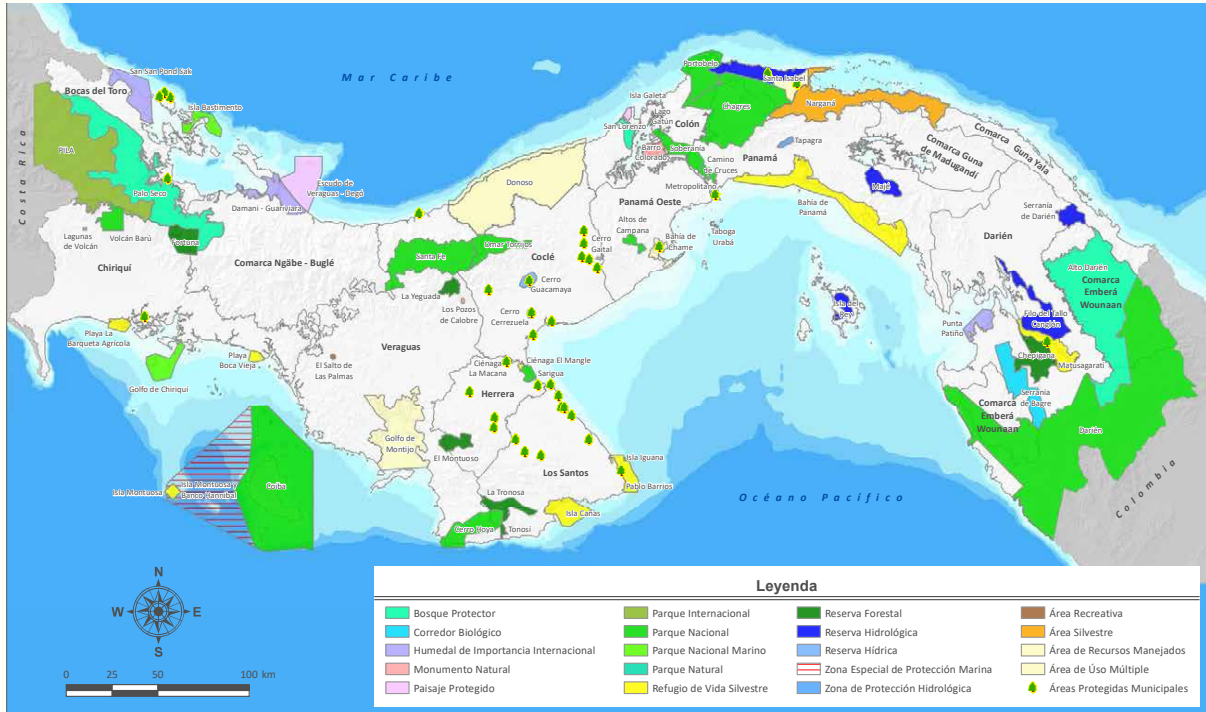 San San Pond Sak
Mar Caribe
Portobelo
Santa Isabel
Bocas del Toro
Isla Bastimento
Isla Galeta
Lago
Gatún
Chagres
Nargana
San Lorenzo
Colón
Costa Rica
PILA
Barro
Colorado
Soberanía
Tapagra
Panamá
Comarca Guna
de Madugandí
Comarca Guna Yala
Camino
de Cruces
Palo Seco
Escudo de
Veraguas - Degó
Donoso
Metropolitano
Majé
Damani - Guariviara
Panamá Oeste
Bahía de
Panamá
Serranía
de Darién
Lagunas
de Volcán
Volcán Barú
Fortuna
Altos de
Campana
Bahía de
Chame
Taboga
Urabá
Darién
Santa Fe
Omar Torrijos
Coclé
Cerro
Gaital
Chiriquí
Comarca Ngäbe - Buglé
Alto Darién
Comarca
Emberá
Wounaan
La Yeguada
Cerro
Guacamaya
Los Pozos
de Calobre
Isla del
Rey
Filo del Tallo
Canglón
Punta
Patiño
Playa La
Barqueta Agrícola
Cerro
Cerrezuela
Veraguas
Chepigana
Matusagaratí
Playa
Boca Vieja
El Salto de
Las Palmas
Ciénaga
La Macana
Ciénaga El Mangle
Sarigua
Golfo de Chiriquí
Herrera
Serranía
de Bagre
Comarca
Emberá
Wounaan
Darién
Golfo de
Montijo
El Montuoso
Isla Iguana
Los Santos
Isla Montuosa
Isla Montuosa y
Banco Hannibal
Coiba
Pablo Barrios
La Tronosa
Isla Cañas
Océano Pacífico
Colombia
Cerro Hoya
Tonosí
N
W
E
S
0 25 50 100 km
Leyenda
Bosque Protector
Corredor Biológico
Humedal de Importancia Internacional
Monumento Natural
Paisaje Protegido
Parque Internacional
Parque Nacional
Parque Nacional Marino
Parque Natural
Refugio de Vida Silvestre
Reserva Forestal
Reserva Hidrológica
Reserva Hídrica
Zona Especial de Protección Marina
Zona de Protección Hidrológica
Área Recreativa
Área Silvestre
Área de Recursos Manejados
Área de Úso Múltiple
Áreas Protegidas Municipales